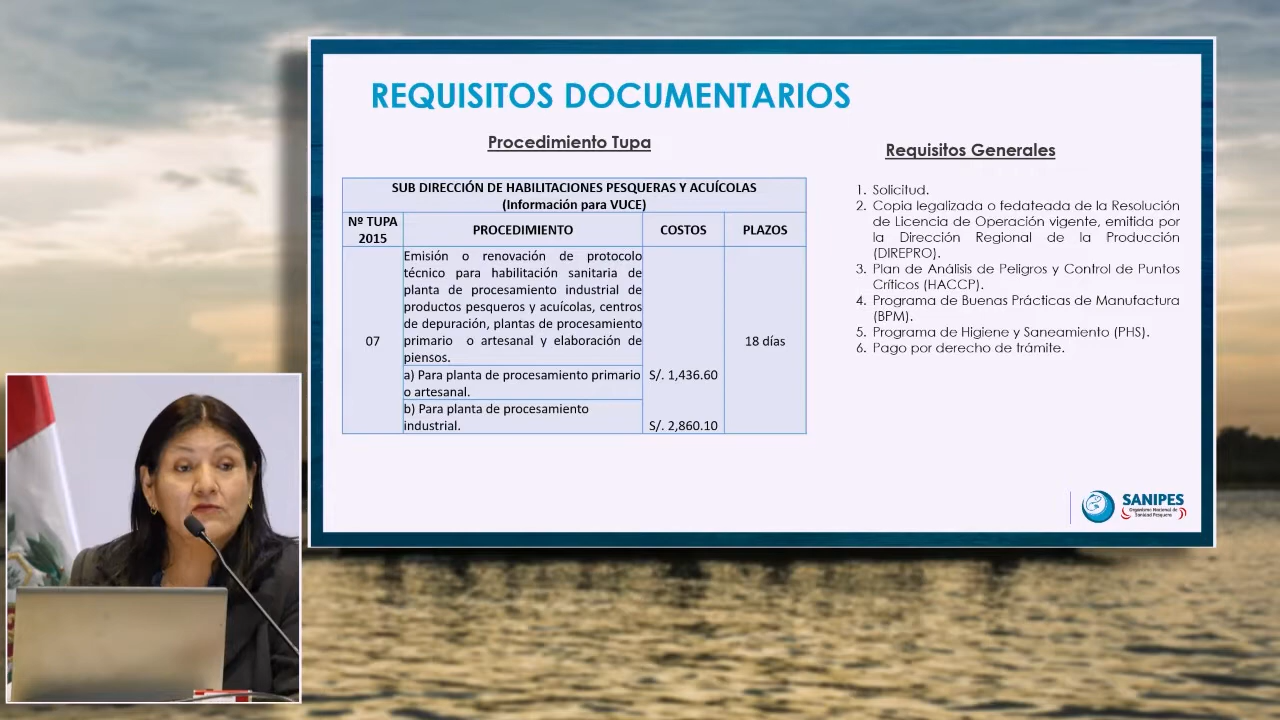 REQUISITOS DOCUMENTARIOS
Procedimiento Tupa
SUB DIRECCIÓN DE HABILITACIONES PESQUERAS Y ACUÍCOLAS
(Información para VUCE)
Nº TUPA
2015
PROCEDIMIENTO
COSTOS
PLAZOS
07
Emisión o renovación de protocolo
técnico para habilitación sanitaria de
planta de procesamiento industrial de
productos pesqueros y acuícolas, centros
de depuración, plantas de procesamiento
primario o artesanal y elaboración de
piensos.
18 días
a) Para planta de procesamiento primario
o artesanal.
S/. 1,436.60
b) Para planta de procesamiento
industrial.
S/. 2,860.10
Requisitos Generales
1. Solicitud.
2. Copia legalizada o fedateada de la Resolución
de Licencia de Operación vigente, emitida por
la Dirección Regional de la Producción
(DIREPRO).
3. Plan de Análisis de Peligros y Control de Puntos
Críticos (HACCP).
4. Programa de Buenas Prácticas de Manufactura
(BPM).
5. Programa de Higiene y Saneamiento (PHS).
6. Pago por derecho de trámite.
SANIPES
Organismo Nacional de
Sanidad Pesquera